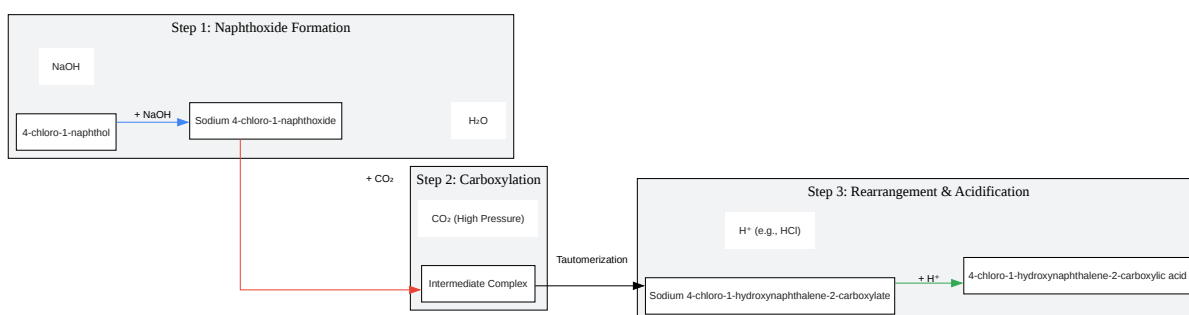 Step 1: Naphthoxide Formation
NaOH
+ NaOH
4-chloro-1-naphthol
Sodium 4-chloro-1-naphthoxide
H₂O
+ CO₂
Step 2: Carboxylation
CO₂ (High Pressure)
Intermediate Complex
Tautomerization
Step 3: Rearrangement & Acidification
H⁺ (e.g., HCl)
Sodium 4-chloro-1-hydroxynaphthalene-2-carboxylate
+ H⁺
4-chloro-1-hydroxynaphthalene-2-carboxylic acid